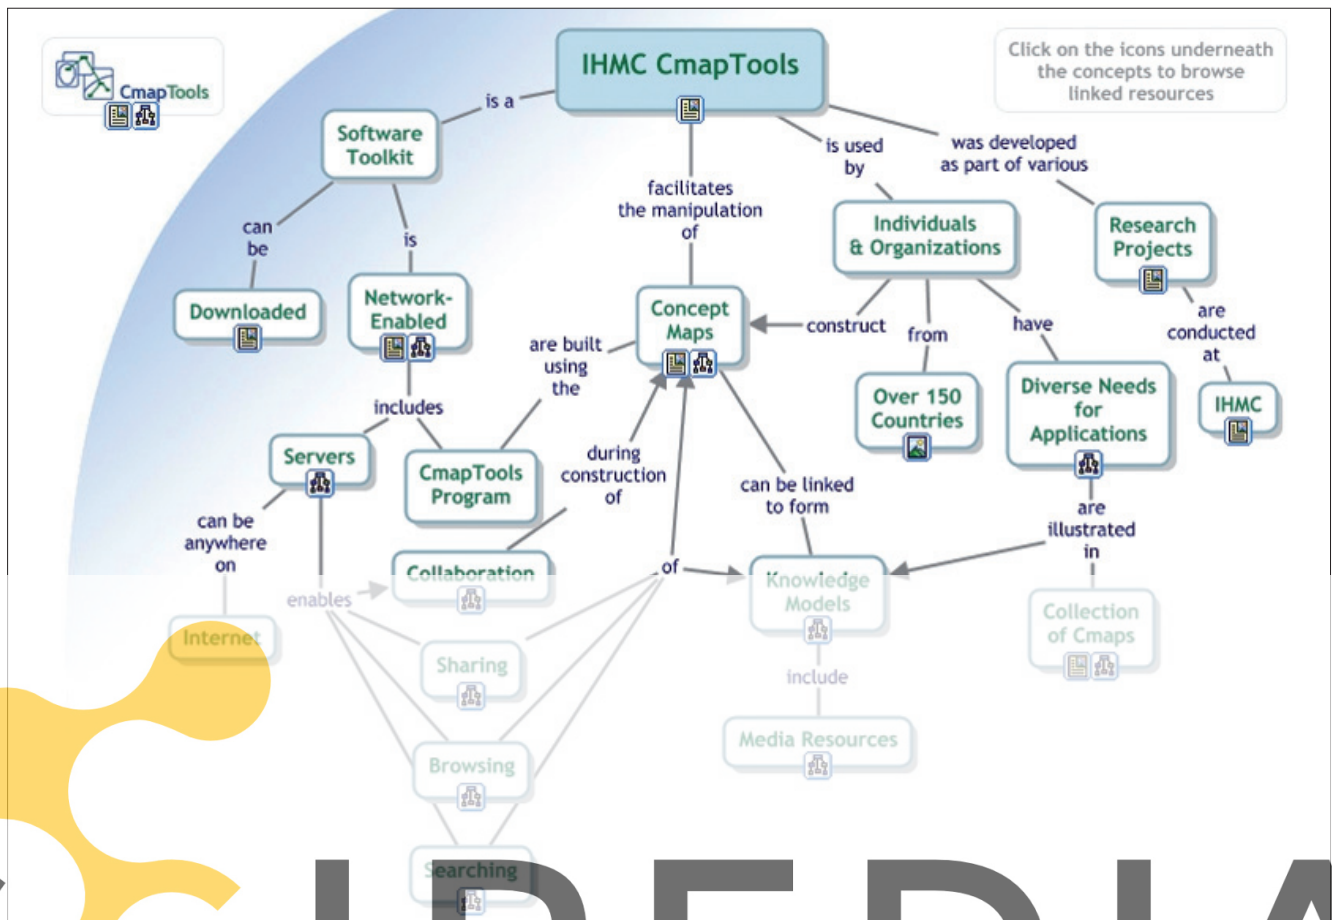 CmapTools
IHMC CmapTools
Click on the icons underneath
the concepts to browse
linked resources
is a
Software
Toolkit
is used
by
was developed
as part of various
facilitates
the manipulation
of
can
be
is
Individuals
& Organizations
Research
Projects
Downloaded
Network-
Enabled
Concept
Maps
construct
from
have
are
conducted
at
are built
using
the
includes
Over 150
Countries
Diverse Needs
for
Applications
IHMC
Servers
CmapTools
Program
during
construction
of
can be linked
to form
can be
anywhere
on
are
illustrated
in
Collaboration
of
Knowledge
Models
enables
Internet
Collection
of Cmaps
Sharing
include
Browsing
Media Resources
Searching
IPEDIA